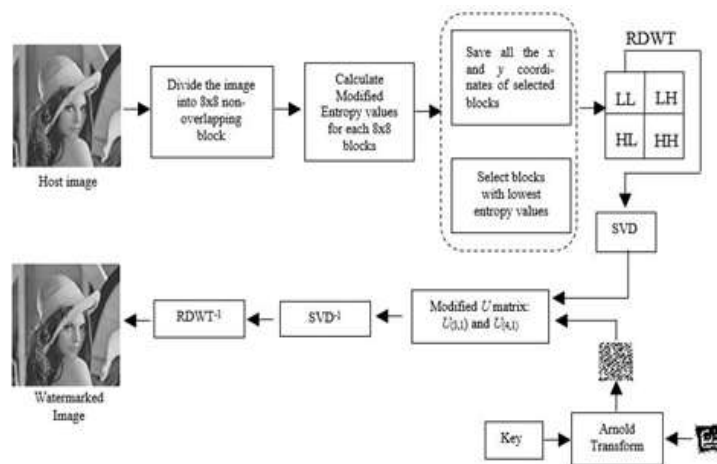 Host image
Divide the image
into 8x8 non-
overlapping
block
Calculate
Modified
Entropy values
for each 8x8
blocks
Save all the x
and y coordi-
nates of selected
blocks
Select blocks
with lowest
entropy values
RDWT
LL LH
HL HH
SVD
Modified U matrix:
U(3,1) and U(4,1)
SVD-1
RDWT-1
Watermarked
Image
Key
Arnold
Transform